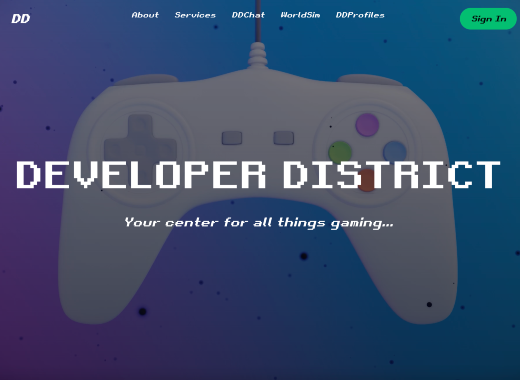 DD
About Services DDChat WorldSim DDProfiles
Sign In
DEVELOPER DISTRICT
Your center for all things gaming...